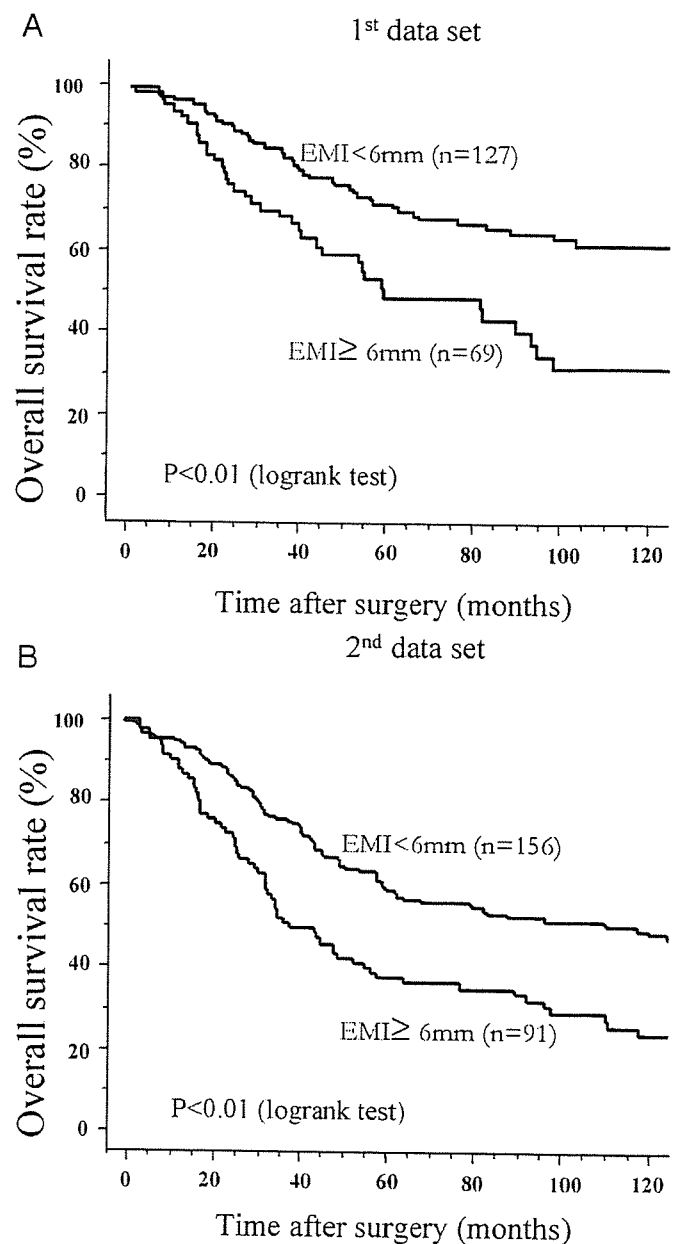 A
1st data set
Overall survival rate (%)
100
80
60
40
20
0
EMI<6mm (n=127)
EMI≥ 6mm (n=69)
P<0.01 (logrank test)
0 20 40 60 80 100 120
Time after surgery (months)
B
2nd data set
Overall survival rate (%)
100
80
60
40
20
0
EMI<6mm (n=156)
EMI≥ 6mm (n=91)
P<0.01 (logrank test)
0 20 40 60 80 100 120
Time after surgery (months)